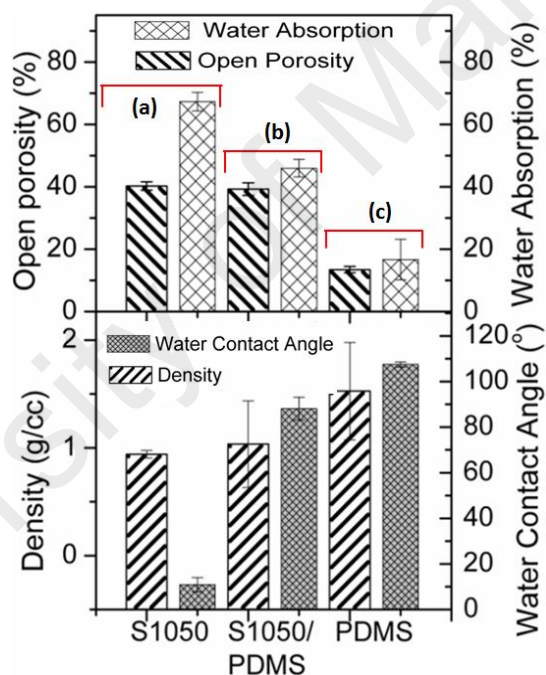 Water Absorption
Open Porosity
80
60
40
20
0
Open porosity (%)
(a)
(b)
(c)
80
60
40
20
0
Water Absorption (%)
Water Contact Angle
Density
2
1
0
Density (g/cc)
120
100
80
60
40
20
0
Water Contact Angle (°)
S1050 S1050/ PDMS
PDMS